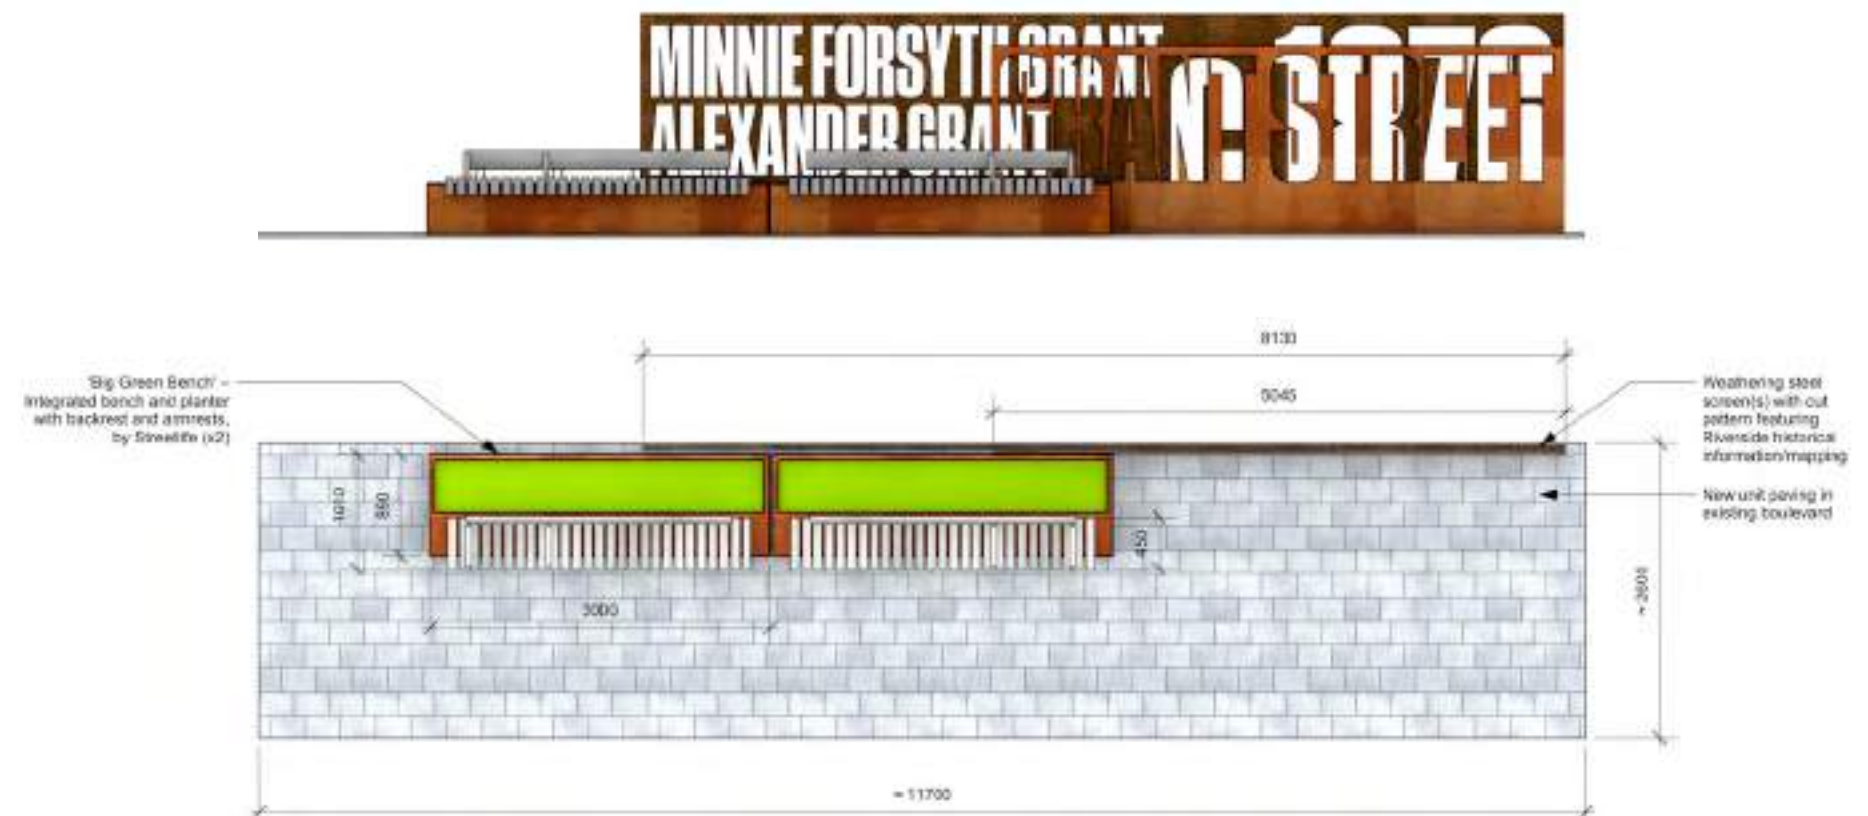 MINNIE FORSYTH GRANT
ALEXANDER GRANT
STREET
8130
5045
'Big Green Bench' –
Integrated bench and planter
with backrest and armrests,
by Streetlife (x2)
Weathering steel
screen(s) with cut
pattern featuring
Riverside historical
information/mapping
New unit paving in
existing boulevard
450
3000
≈ 11700